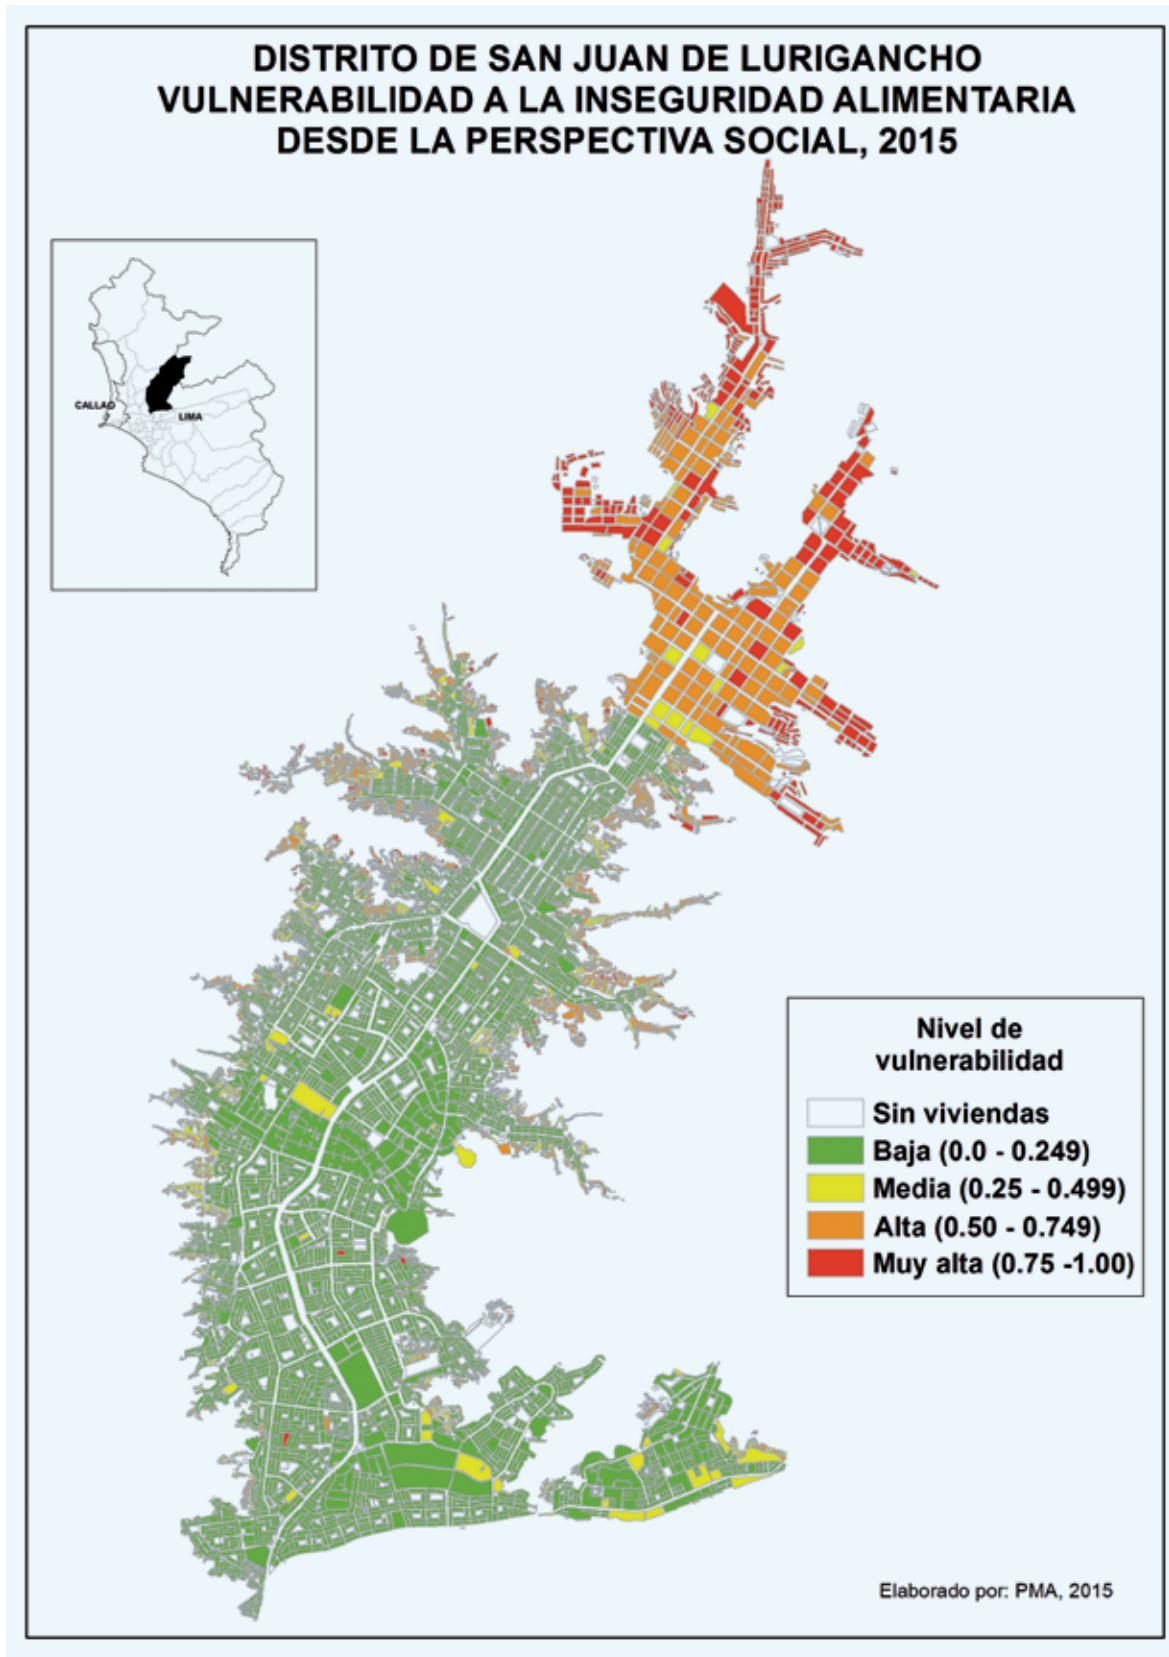 DISTRITO DE SAN JUAN DE LURIGANCHO
VULNERABILIDAD A LA INSEGURIDAD ALIMENTARIA
DESDE LA PERSPECTIVA SOCIAL, 2015
CALLAO
LIMA
Nivel de
vulnerabilidad
Sin viviendas
Baja (0.0 - 0.249)
Media (0.25 - 0.499)
Alta (0.50 - 0.749)
Muy alta (0.75 -1.00)
Elaborado por: PMA, 2015